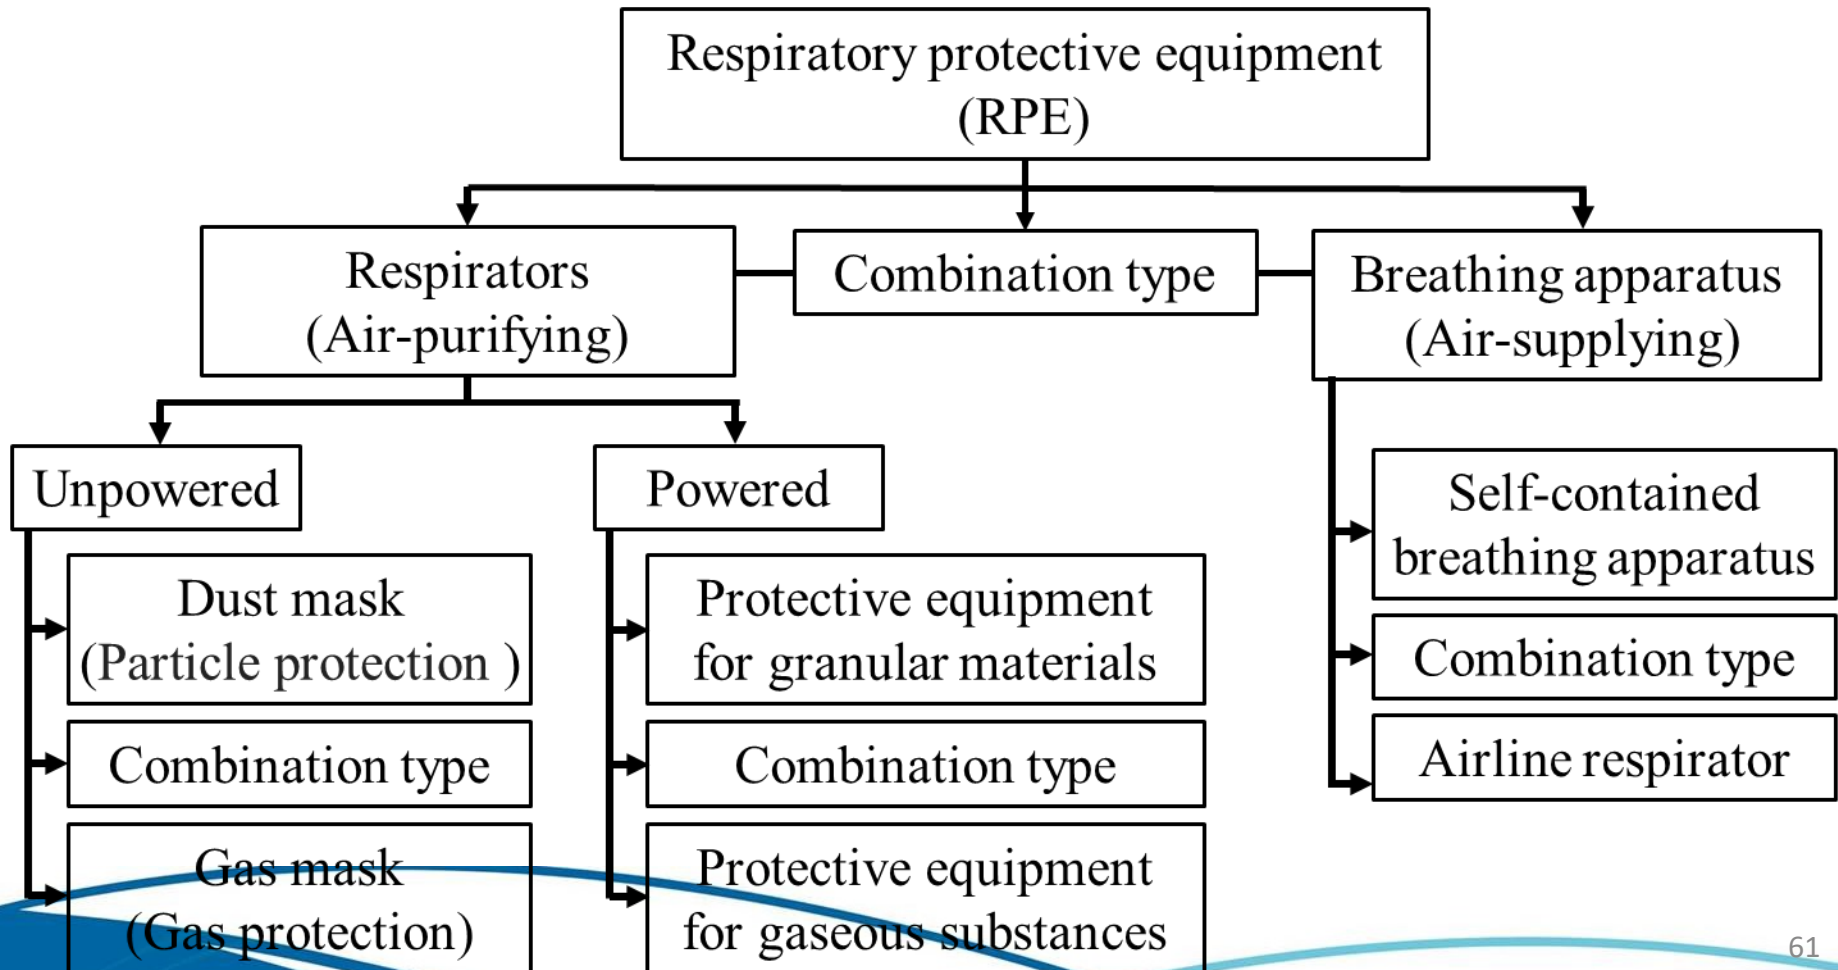 Respiratory protective equipment
(RPE)
Respirators
(Air-purifying)
Combination type
Breathing apparatus
(Air-supplying)
Unpowered
Dust mask
(Particle protection )
Combination type
Gas mask
(Gas protection)
Powered
Protective equipment
for granular materials
Combination type
Protective equipment
for gaseous substances
Self-contained
breathing apparatus
Combination type
Airline respirator
61